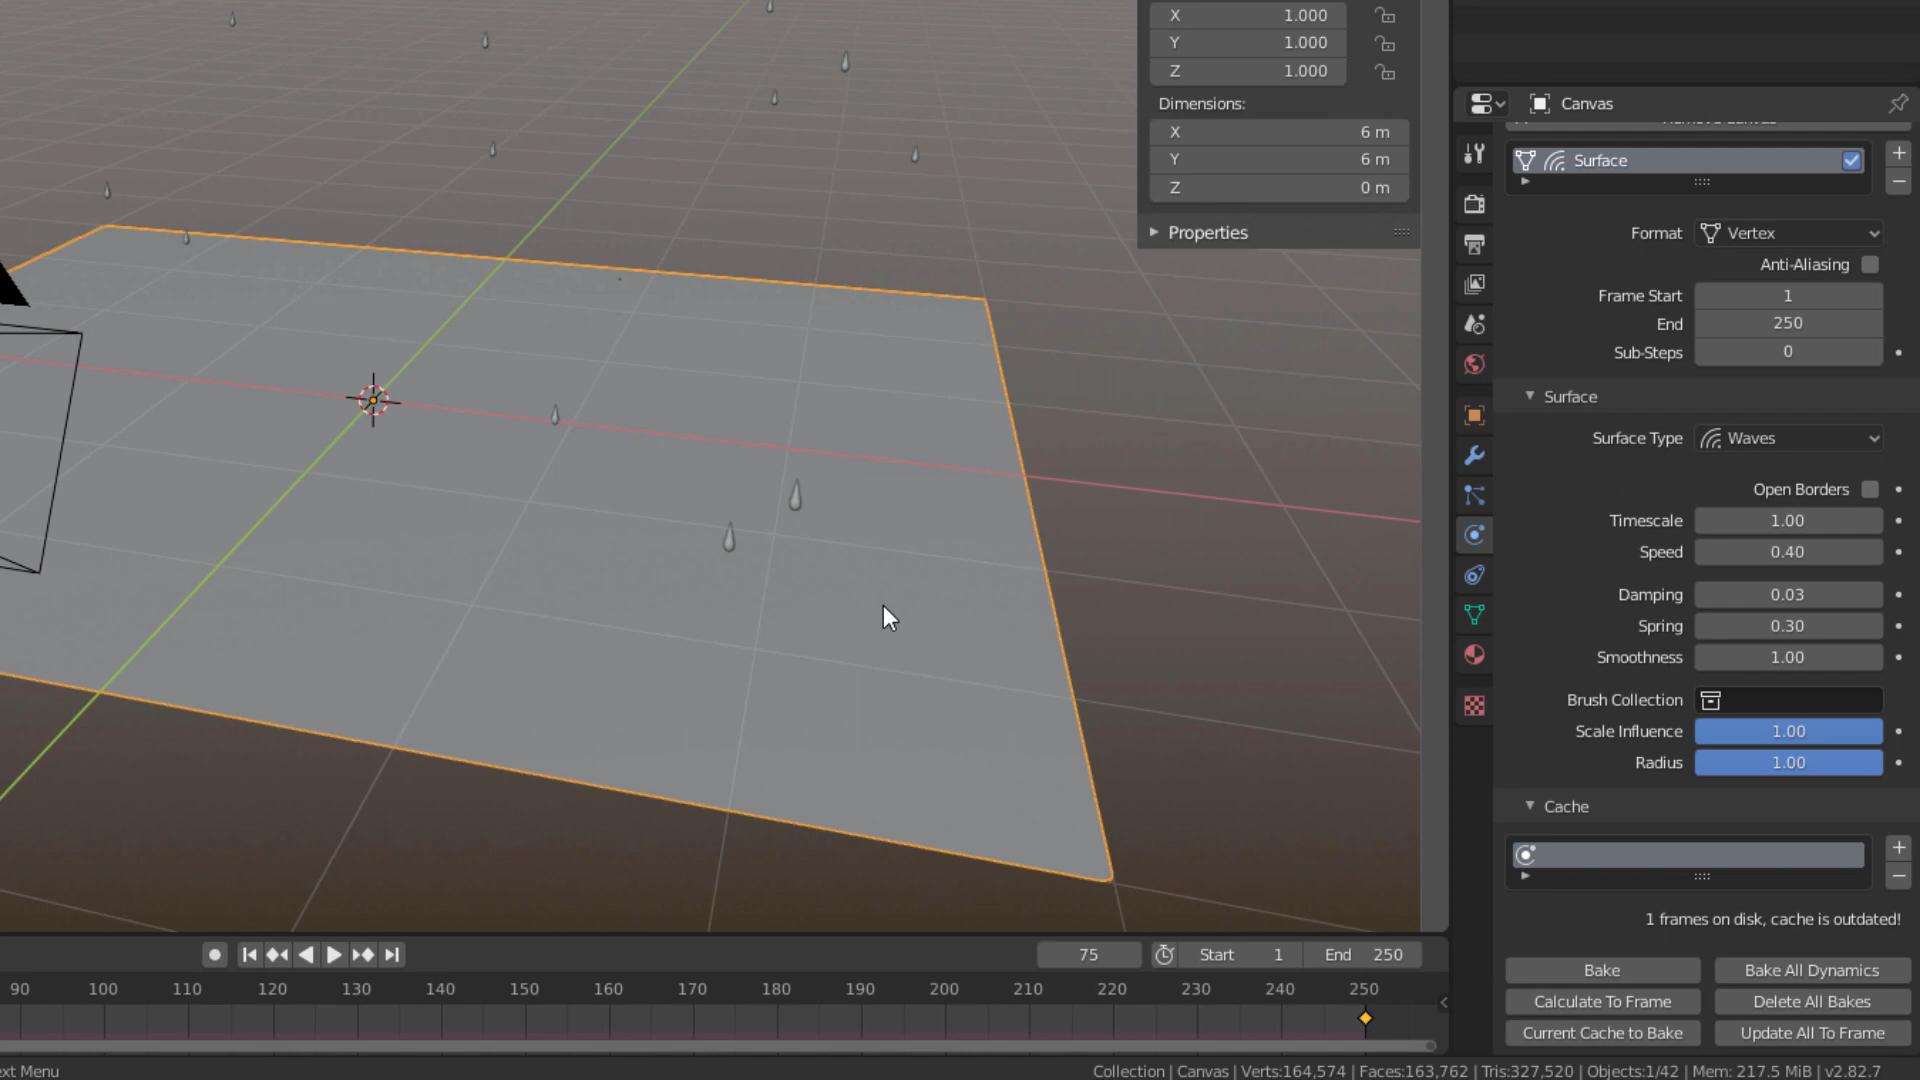 X 1.000
Y 1.000
Z 1.000
Dimensions:
X 6 m
Y 6 m
Z 0 m
Properties
Canvas
Surface
Format Vertex
Anti-Aliasing
Frame Start 1
End 250
Sub-Steps 0
Surface
Surface Type Waves
Open Borders
Timescale 1.00
Speed 0.40
Damping 0.03
Spring 0.30
Smoothness 1.00
Brush Collection
Scale Influence 1.00
Radius 1.00
Cache
1 frames on disk, cache is outdated!
Bake Bake All Dynamics
Calculate To Frame Delete All Bakes
Current Cache to Bake Update All To Frame
75 Start 1 End 250
90 100 110 120 130 140 150 160 170 180 190 200 210 220 230 240 250
ext Menu
Collection | Canvas | Verts:164,574 | Faces:163,762 | Tris:327,520 | Objects:1/42 | Mem: 217.5 MiB | v2.82.7